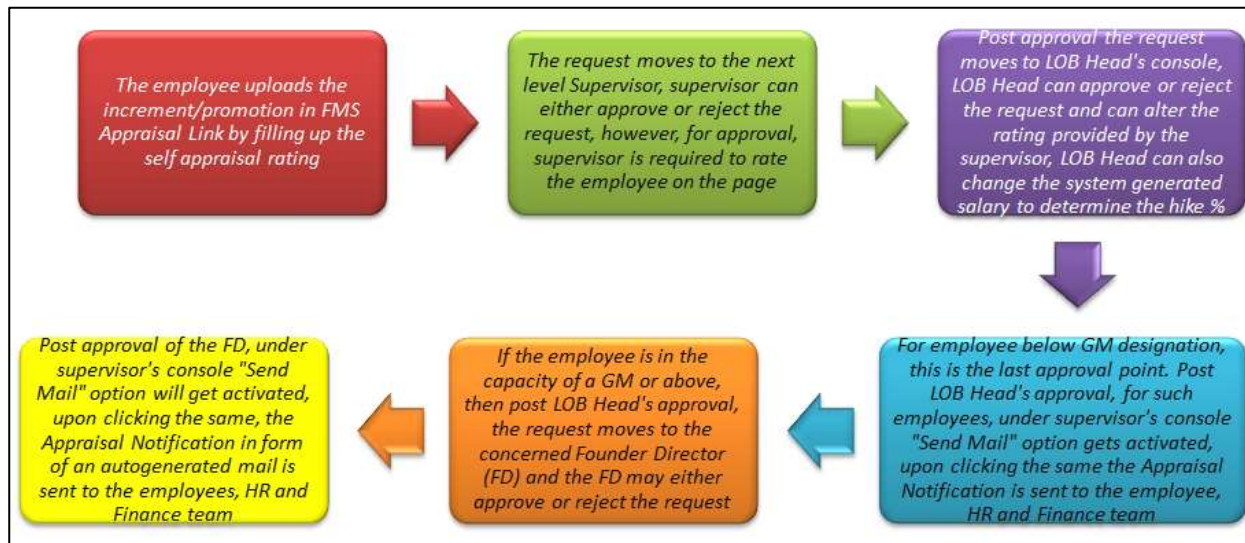 The employee uploads the
increment/promotion in FMS
Appraisal Link by filling up the
self appraisal rating
The request moves to the next
level Supervisor, supervisor can
either approve or reject the
request, however, for approval,
supervisor is required to rate
the employee on the page
Post approval the request
moves to LOB Head's console,
LOB Head can approve or reject
the request and can alter the
rating provided by the
supervisor, LOB Head can also
change the system generated
salary to determine the hike %
For employee below GM designation,
this is the last approval point. Post
LOB Head's approval, for such
employees, under supervisor's console
"Send Mail" option gets activated,
upon clicking the same the Appraisal
Notification is sent to the employee,
HR and Finance team
If the employee is in the
capacity of a GM or above,
then post LOB Head's approval,
the request moves to the
concerned Founder Director
(FD) and the FD may either
approve or reject the request
Post approval of the FD, under
supervisor's console "Send
Mail" option will get activated,
upon clicking the same, the
Appraisal Notification in form
of an autogenerated mail is
sent to the employees, HR and
Finance team